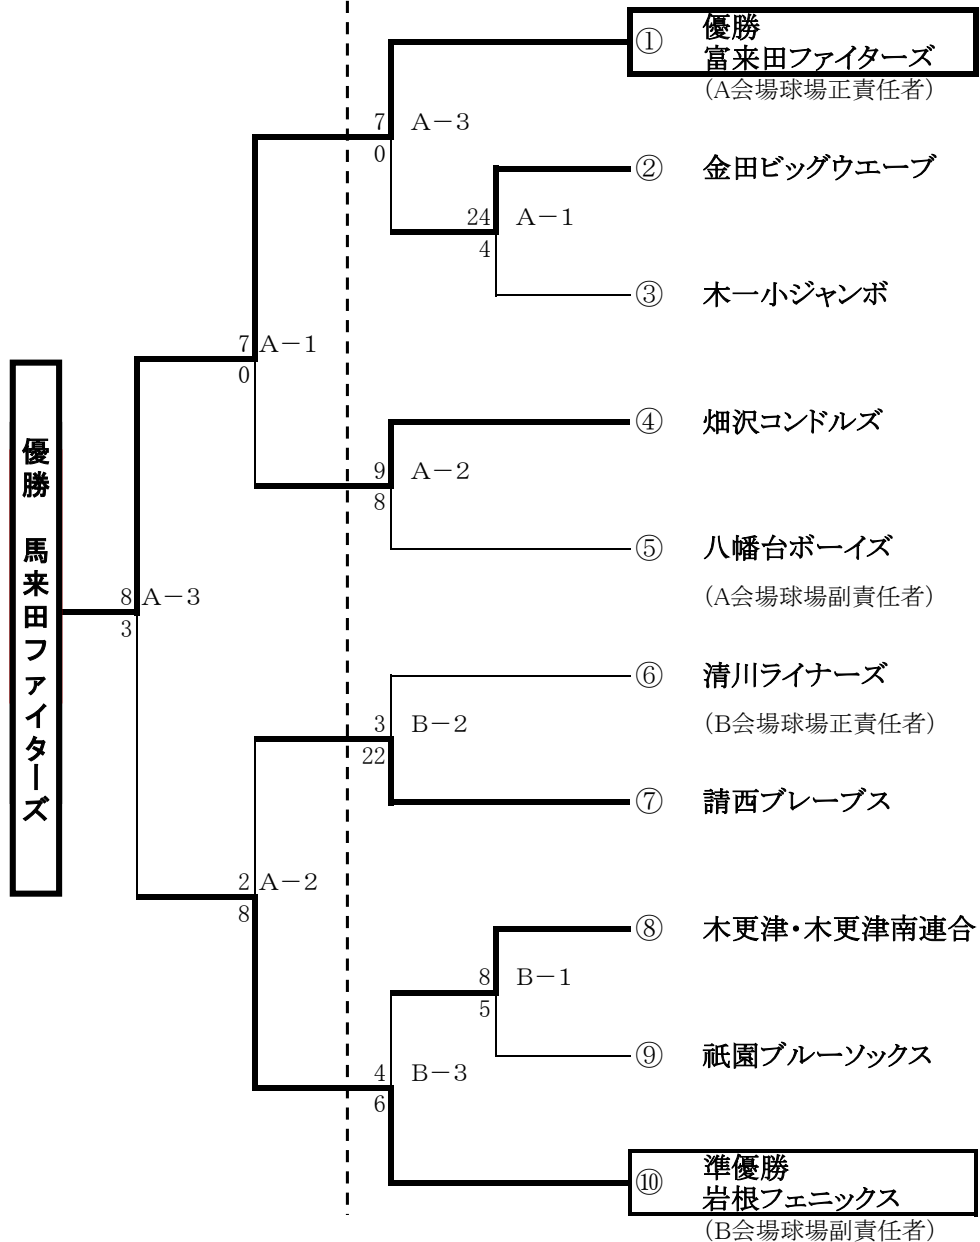 ① 優勝
富来田ファイターズ
（A会場球場正責任者）
7 A－3
0
② 金田ビッグウエーブ
24 A－1
4
③ 木一小ジャンボ
7 A－1
0
④ 畑沢コンドルズ
9 A－2
8
⑤ 八幡台ボーイズ
（A会場球場副責任者）
優勝 馬来田ファイターズ
8 A－3
3
⑥ 清川ライナーズ
（B会場球場正責任者）
3 B－2
22
⑦ 請西ブレーブス
2 A－2
8
⑧ 木更津・木更津南連合
8 B－1
5
⑨ 祇園ブルーソックス
4 B－3
6
⑩ 準優勝
岩根フェニックス
（B会場球場副責任者）